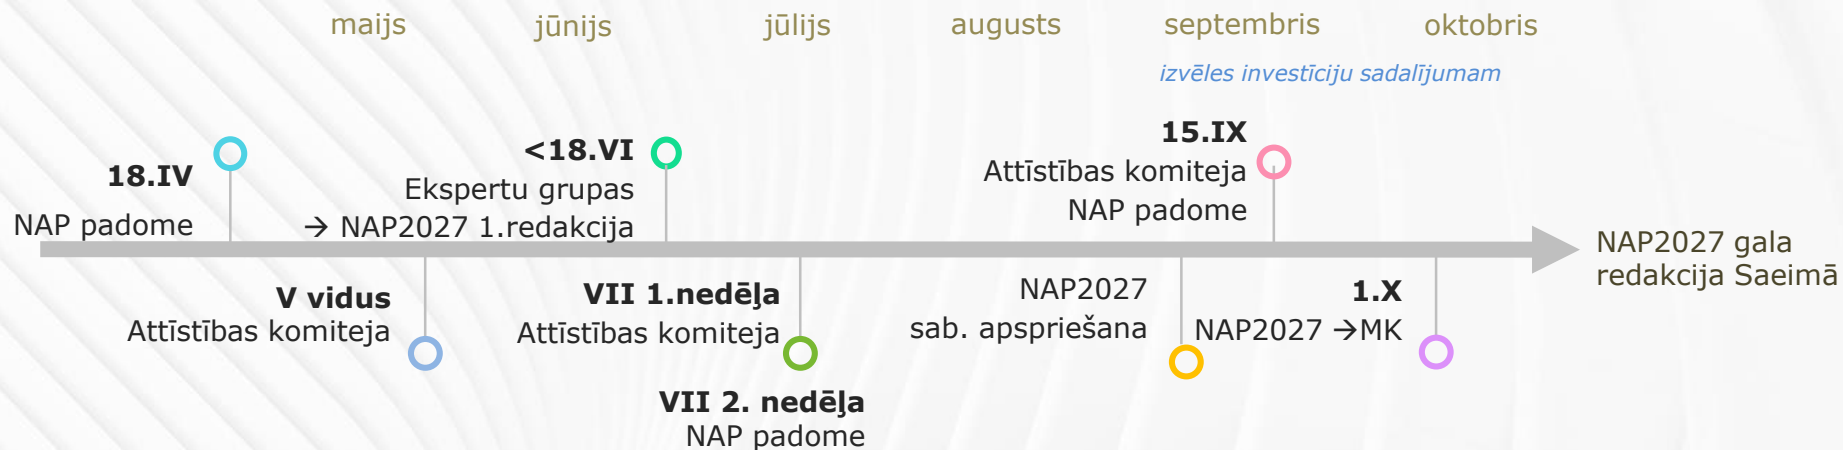 maijs
jūnijs
jūlijs
augusts
septembris
oktobris
izvēles investīciju sadalījumam
18.IV
NAP padome
<18.VI
Ekspertu grupas
→ NAP2027 1.redakcija
15.IX
Attīstības komiteja
NAP padome
V vidus
Attīstības komiteja
VII 1.nedēļa
Attīstības komiteja
VII 2. nedēļa
NAP padome
NAP2027
sab. apspriešana
1.X
NAP2027 →MK
NAP2027 gala
redakcija Saeimā